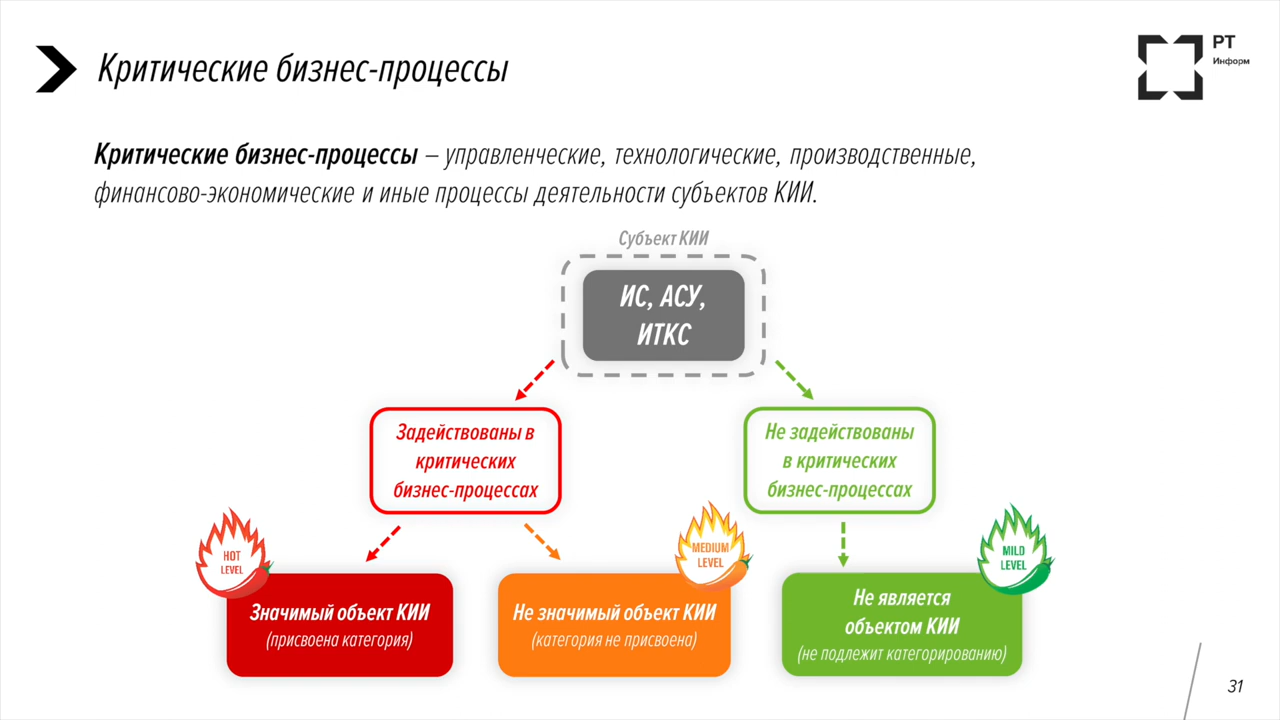 Критические бизнес-процессы
РТ
Информ
Критические бизнес-процессы – управленческие, технологические, производственные,
финансово-экономические и иные процессы деятельности субъектов КИИ.
Субъект КИИ
ИС, АСУ,
ИТКС
Задействованы в
критических
бизнес-процессах
Не задействованы
в критических
бизнес-процессах
HOT
LEVEL
Значимый объект КИИ
(присвоена категория)
MEDIUM
LEVEL
Не значимый объект КИИ
(категория не присвоена)
MILD
LEVEL
Не является
объектом КИИ
(не подлежит категорированию)
31